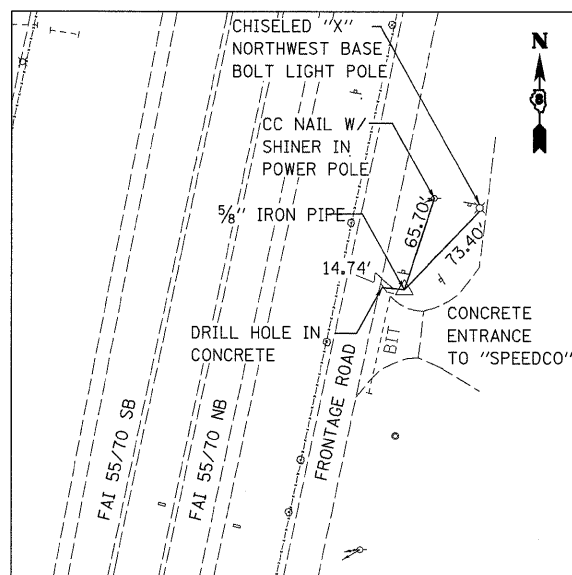 CHISELED "X"
NORTHWEST BASE
BOLT LIGHT POLE
N
8
CC NAIL W/
SHINER IN
POWER POLE
5/8" IRON PIPE
65.70'
73.40'
14.74'
DRILL HOLE IN
CONCRETE
CONCRETE
ENTRANCE
TO "SPEEDCO"
BIT
FRONTAGE ROAD
FAI 55/70 SB
FAI 55/70 NB